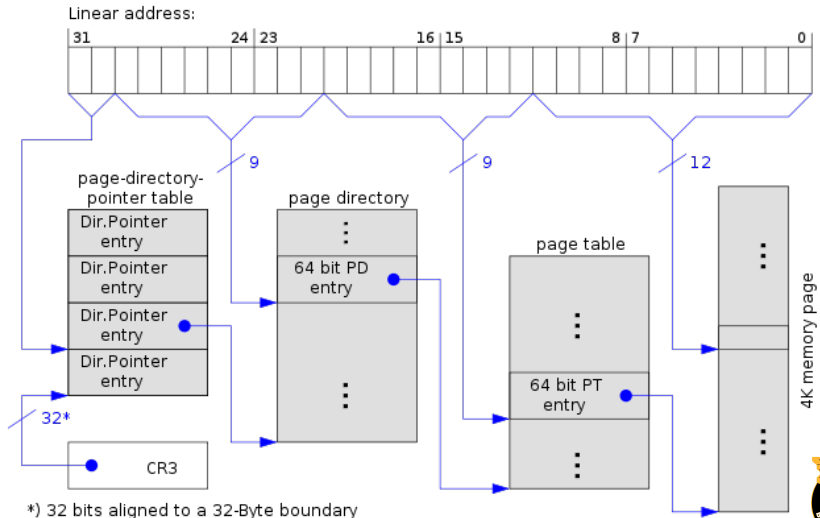 Linear address:
31 24 23 16 15 8 7 0
9 9 12
page-directory-
pointer table
page directory
page table
Dir.Pointer
entry
Dir.Pointer
entry
Dir.Pointer
entry
Dir.Pointer
entry
64 bit PD
entry
64 bit PT
entry
4K memory page
32*
CR3
*) 32 bits aligned to a 32-Byte boundary